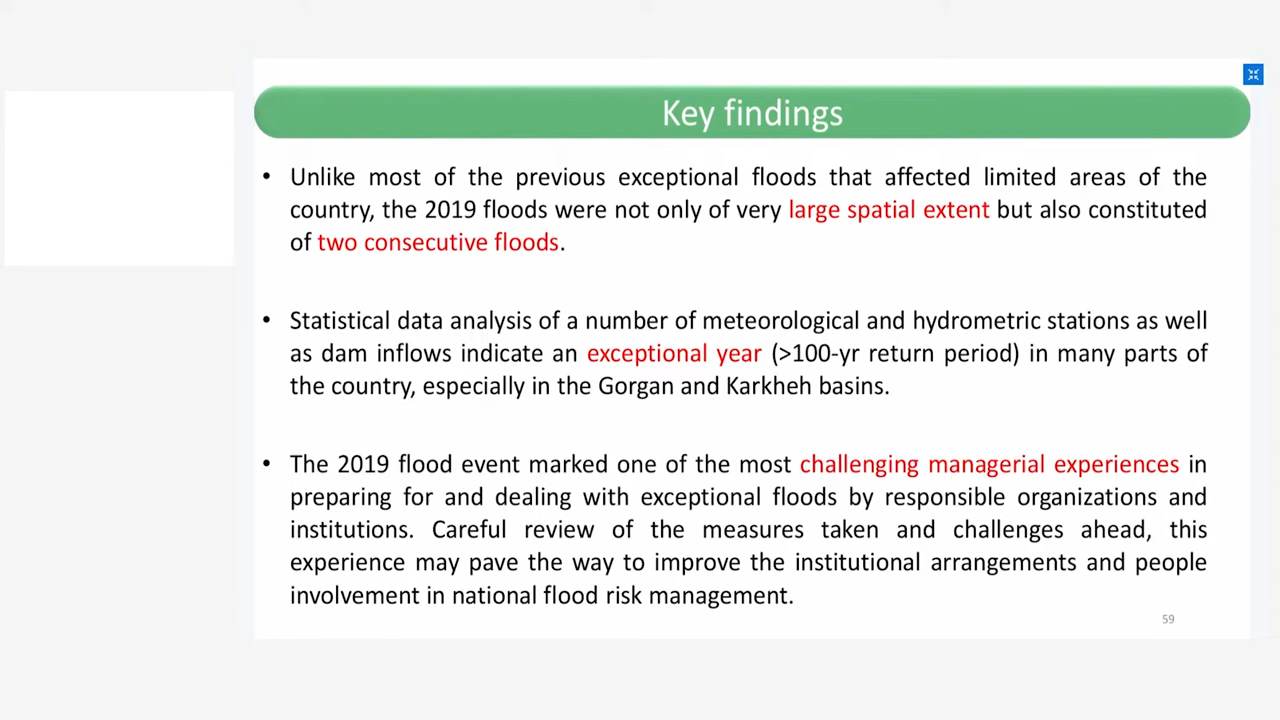 Key findings
• Unlike most of the previous exceptional floods that affected limited areas of the
country, the 2019 floods were not only of very large spatial extent but also constituted
of two consecutive floods.
• Statistical data analysis of a number of meteorological and hydrometric stations as well
as dam inflows indicate an exceptional year (>100-yr return period) in many parts of
the country, especially in the Gorgan and Karkheh basins.
• The 2019 flood event marked one of the most challenging managerial experiences in
preparing for and dealing with exceptional floods by responsible organizations and
institutions. Careful review of the measures taken and challenges ahead, this
experience may pave the way to improve the institutional arrangements and people
involvement in national flood risk management.
59